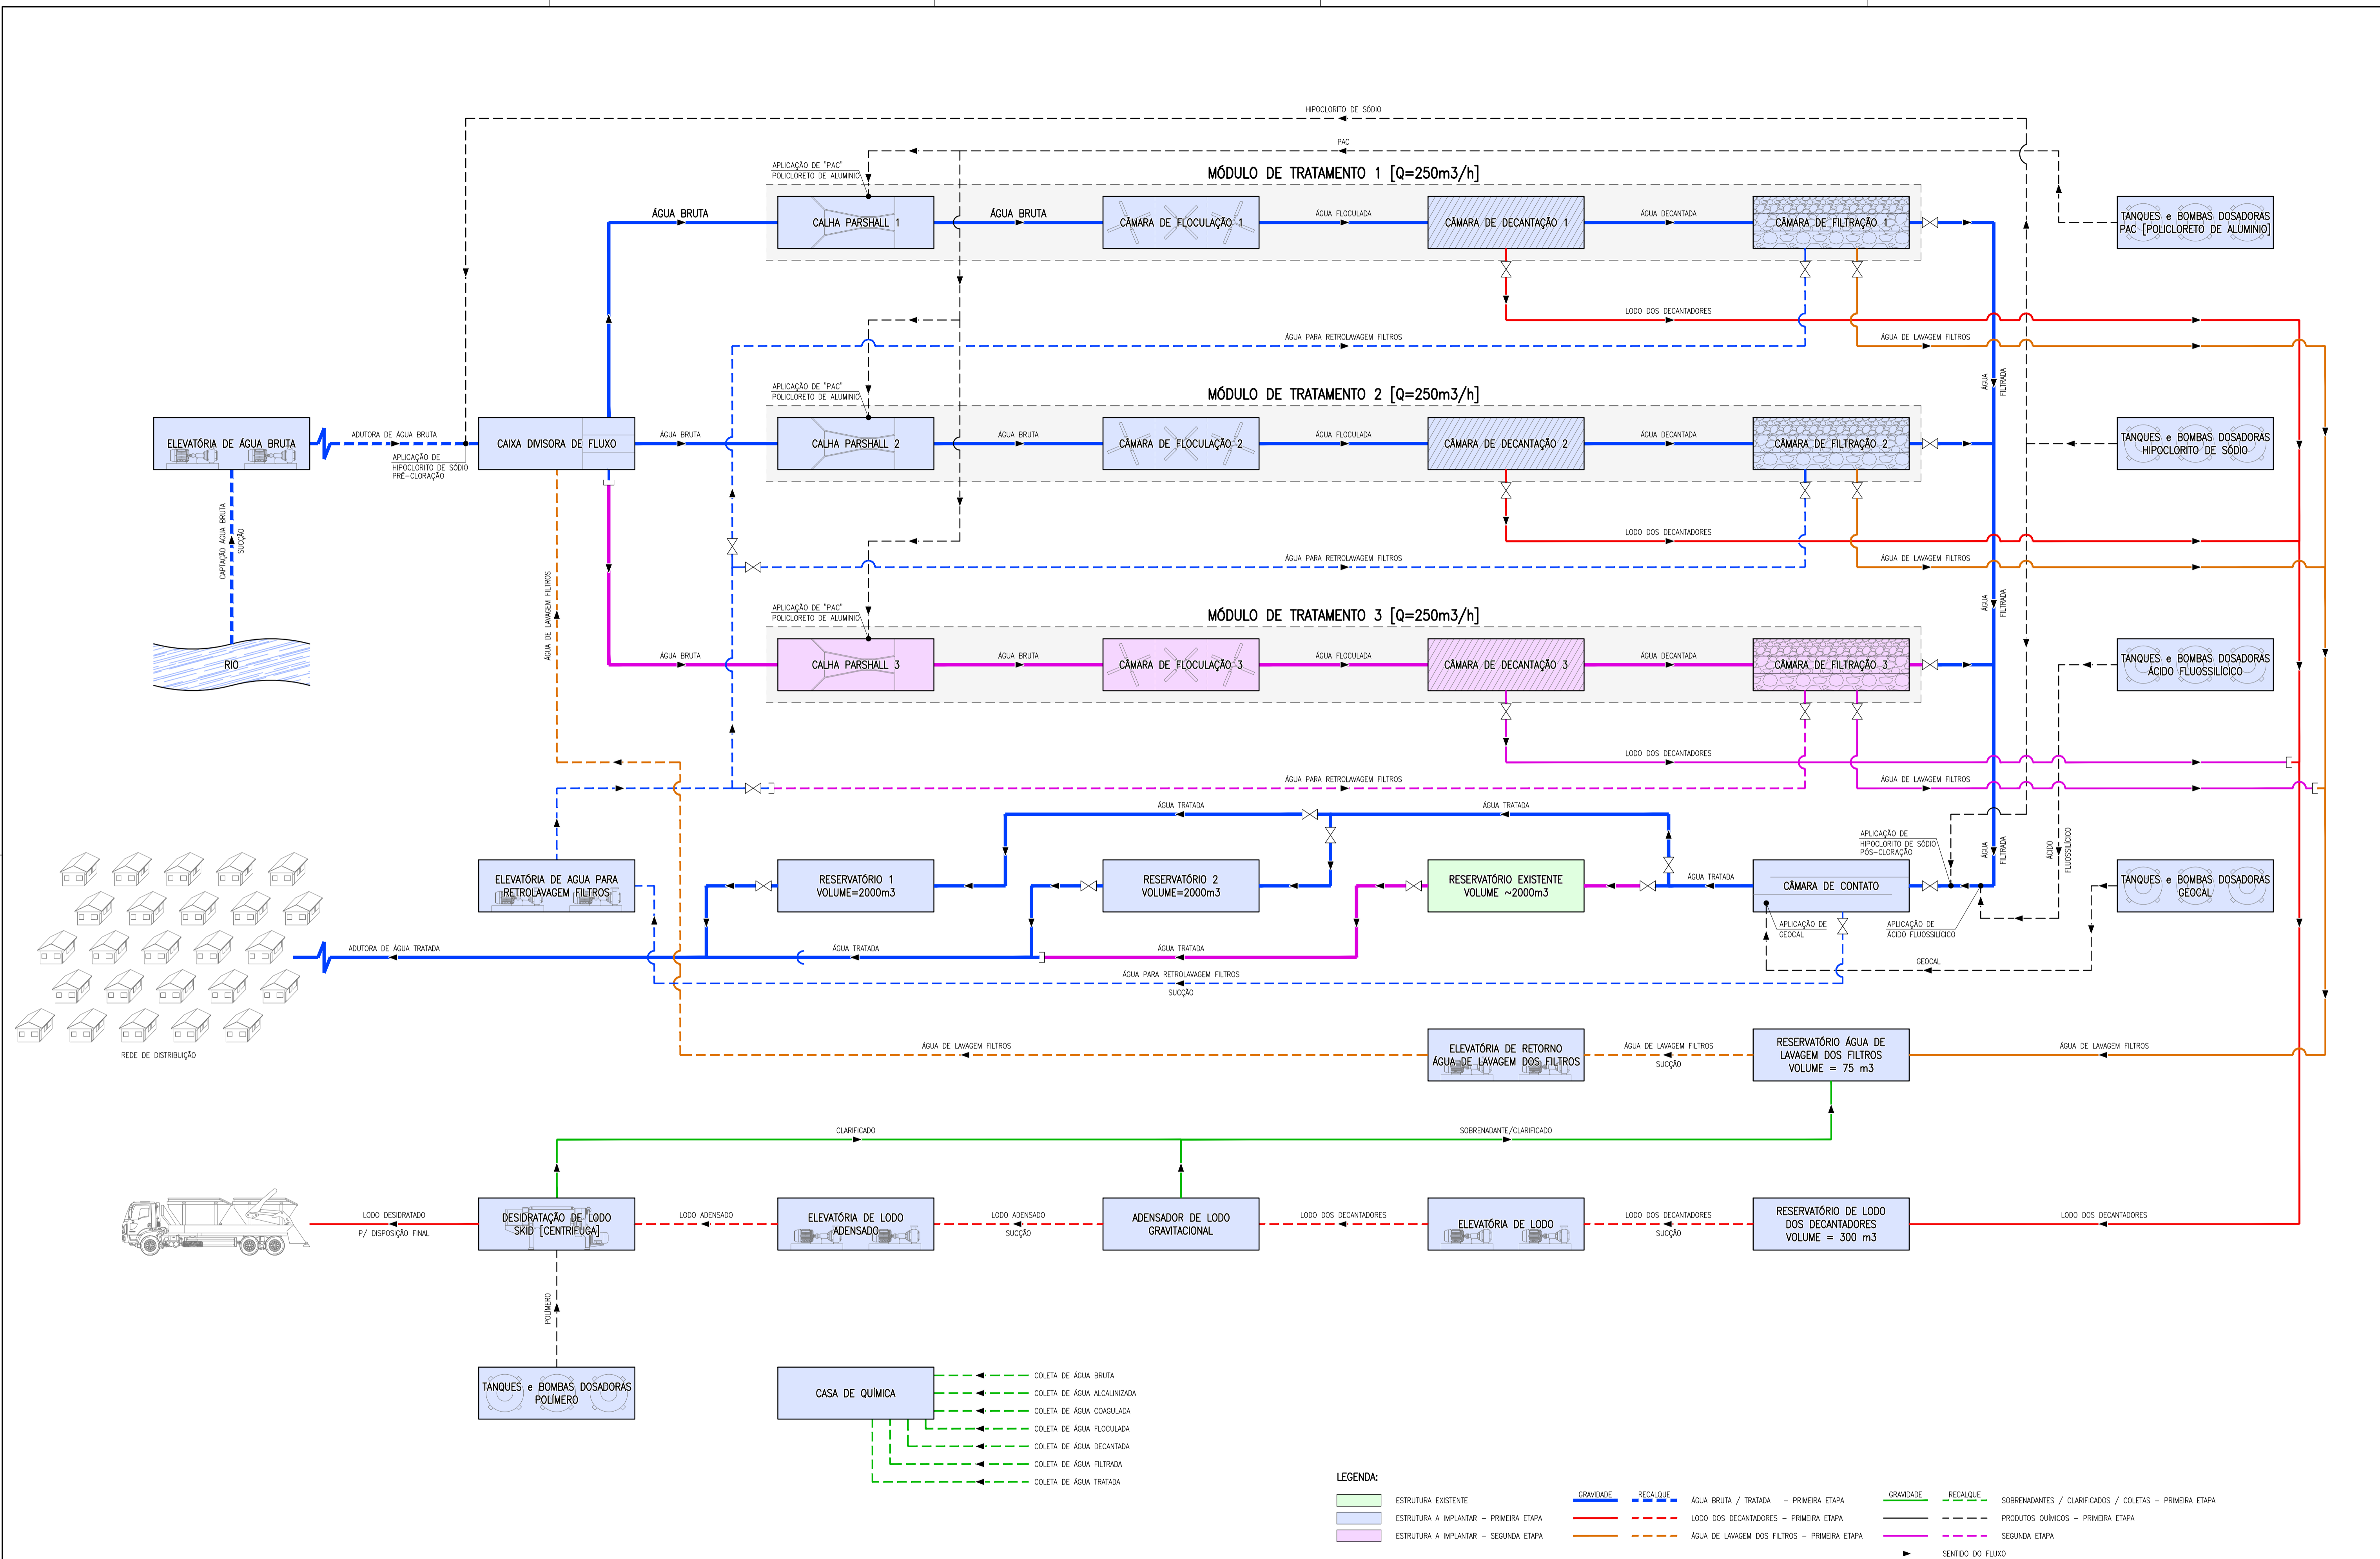 HIPOCLORITO DE SÓDIO
PAC
APLICAÇÃO DE "PAC"
POLICLORETO DE ALUMINIO
MÓDULO DE TRATAMENTO 1 [Q=250m3/h]
ÁGUA BRUTA
CALHA PARSHALL 1
ÁGUA BRUTA
CÂMARA DE FLOCULAÇÃO 1
ÁGUA FLOCULADA
CÂMARA DE DECANTAÇÃO 1
ÁGUA DECANTADA
CÂMARA DE FILTRAÇÃO 1
TANQUES e BOMBAS DOSADORAS
PAC [POLICLORETO DE ALUMINIO]
LODO DOS DECANTADORES
ÁGUA PARA RETROLAVAGEM FILTROS
ÁGUA DE LAVAGEM FILTROS
ÁGUA
FILTRADA
APLICAÇÃO DE "PAC"
POLICLORETO DE ALUMINIO
MÓDULO DE TRATAMENTO 2 [Q=250m3/h]
ELEVATÓRIA DE ÁGUA BRUTA
ADUTORA DE ÁGUA BRUTA
APLICAÇÃO DE
HIPOCLORITO DE SÓDIO
PRÉ-CLORAÇÃO
CAIXA DIVISORA DE FLUXO
ÁGUA BRUTA
CALHA PARSHALL 2
ÁGUA BRUTA
CÂMARA DE FLOCULAÇÃO 2
ÁGUA FLOCULADA
CÂMARA DE DECANTAÇÃO 2
ÁGUA DECANTADA
CÂMARA DE FILTRAÇÃO 2
TANQUES e BOMBAS DOSADORAS
HIPOCLORITO DE SÓDIO
CAPTAÇÃO ÁGUA BRUTA
SUCÇÃO
LODO DOS DECANTADORES
ÁGUA PARA RETROLAVAGEM FILTROS
ÁGUA DE LAVAGEM FILTROS
ÁGUA DE LAVAGEM FILTROS
ÁGUA
FILTRADA
APLICAÇÃO DE "PAC"
POLICLORETO DE ALUMINIO
MÓDULO DE TRATAMENTO 3 [Q=250m3/h]
RIO
ÁGUA BRUTA
CALHA PARSHALL 3
ÁGUA BRUTA
CÂMARA DE FLOCULAÇÃO 3
ÁGUA FLOCULADA
CÂMARA DE DECANTAÇÃO 3
ÁGUA DECANTADA
CÂMARA DE FILTRAÇÃO 3
TANQUES e BOMBAS DOSADORAS
ÁCIDO FLUOSSILÍCICO
LODO DOS DECANTADORES
ÁGUA PARA RETROLAVAGEM FILTROS
ÁGUA DE LAVAGEM FILTROS
ÁGUA TRATADA
ÁGUA TRATADA
APLICAÇÃO DE
HIPOCLORITO DE SÓDIO
PÓS-CLORAÇÃO
ÁGUA
FILTRADA
ÁCIDO
FLUOSSILÍCICO
ELEVATÓRIA DE AGUA PARA
RETROLAVAGEM FILTROS
RESERVATÓRIO 1
VOLUME=2000m3
RESERVATÓRIO 2
VOLUME=2000m3
RESERVATÓRIO EXISTENTE
VOLUME ~2000m3
ÁGUA TRATADA
CÂMARA DE CONTATO
TANQUES e BOMBAS DOSADORAS
GEOCAL
APLICAÇÃO DE
GEOCAL
APLICAÇÃO DE
ÁCIDO FLUOSSILÍCICO
ADUTORA DE ÁGUA TRATADA
ÁGUA TRATADA
ÁGUA TRATADA
GEOCAL
ÁGUA PARA RETROLAVAGEM FILTROS
SUCÇÃO
REDE DE DISTRIBUIÇÃO
ÁGUA DE LAVAGEM FILTROS
ELEVATÓRIA DE RETORNO
ÁGUA DE LAVAGEM DOS FILTROS
ÁGUA DE LAVAGEM FILTROS
SUCÇÃO
RESERVATÓRIO ÁGUA DE
LAVAGEM DOS FILTROS
VOLUME = 75 m3
ÁGUA DE LAVAGEM FILTROS
CLARIFICADO
SOBRENADANTE/CLARIFICADO
LODO DESIDRATADO
P/ DISPOSIÇÃO FINAL
DESIDRATAÇÃO DE LODO
SKID [CENTRIFUGA]
LODO ADENSADO
ELEVATÓRIA DE LODO
ADENSADO
LODO ADENSADO
SUCÇÃO
ADENSADOR DE LODO
GRAVITACIONAL
LODO DOS DECANTADORES
ELEVATÓRIA DE LODO
LODO DOS DECANTADORES
SUCÇÃO
RESERVATÓRIO DE LODO
DOS DECANTADORES
VOLUME = 300 m3
LODO DOS DECANTADORES
POLÍMERO
TANQUES e BOMBAS DOSADORAS
POLÍMERO
CASA DE QUÍMICA
COLETA DE ÁGUA BRUTA
COLETA DE ÁGUA ALCALINIZADA
COLETA DE ÁGUA COAGULADA
COLETA DE ÁGUA FLOCULADA
COLETA DE ÁGUA DECANTADA
COLETA DE ÁGUA FILTRADA
COLETA DE ÁGUA TRATADA
LEGENDA:
ESTRUTURA EXISTENTE
ESTRUTURA A IMPLANTAR - PRIMEIRA ETAPA
ESTRUTURA A IMPLANTAR - SEGUNDA ETAPA
GRAVIDADE RECALQUE
ÁGUA BRUTA / TRATADA - PRIMEIRA ETAPA
LODO DOS DECANTADORES - PRIMEIRA ETAPA
ÁGUA DE LAVAGEM DOS FILTROS - PRIMEIRA ETAPA
GRAVIDADE RECALQUE
SOBRENADANTES / CLARIFICADOS / COLETAS - PRIMEIRA ETAPA
PRODUTOS QUÍMICOS - PRIMEIRA ETAPA
SEGUNDA ETAPA
SENTIDO DO FLUXO